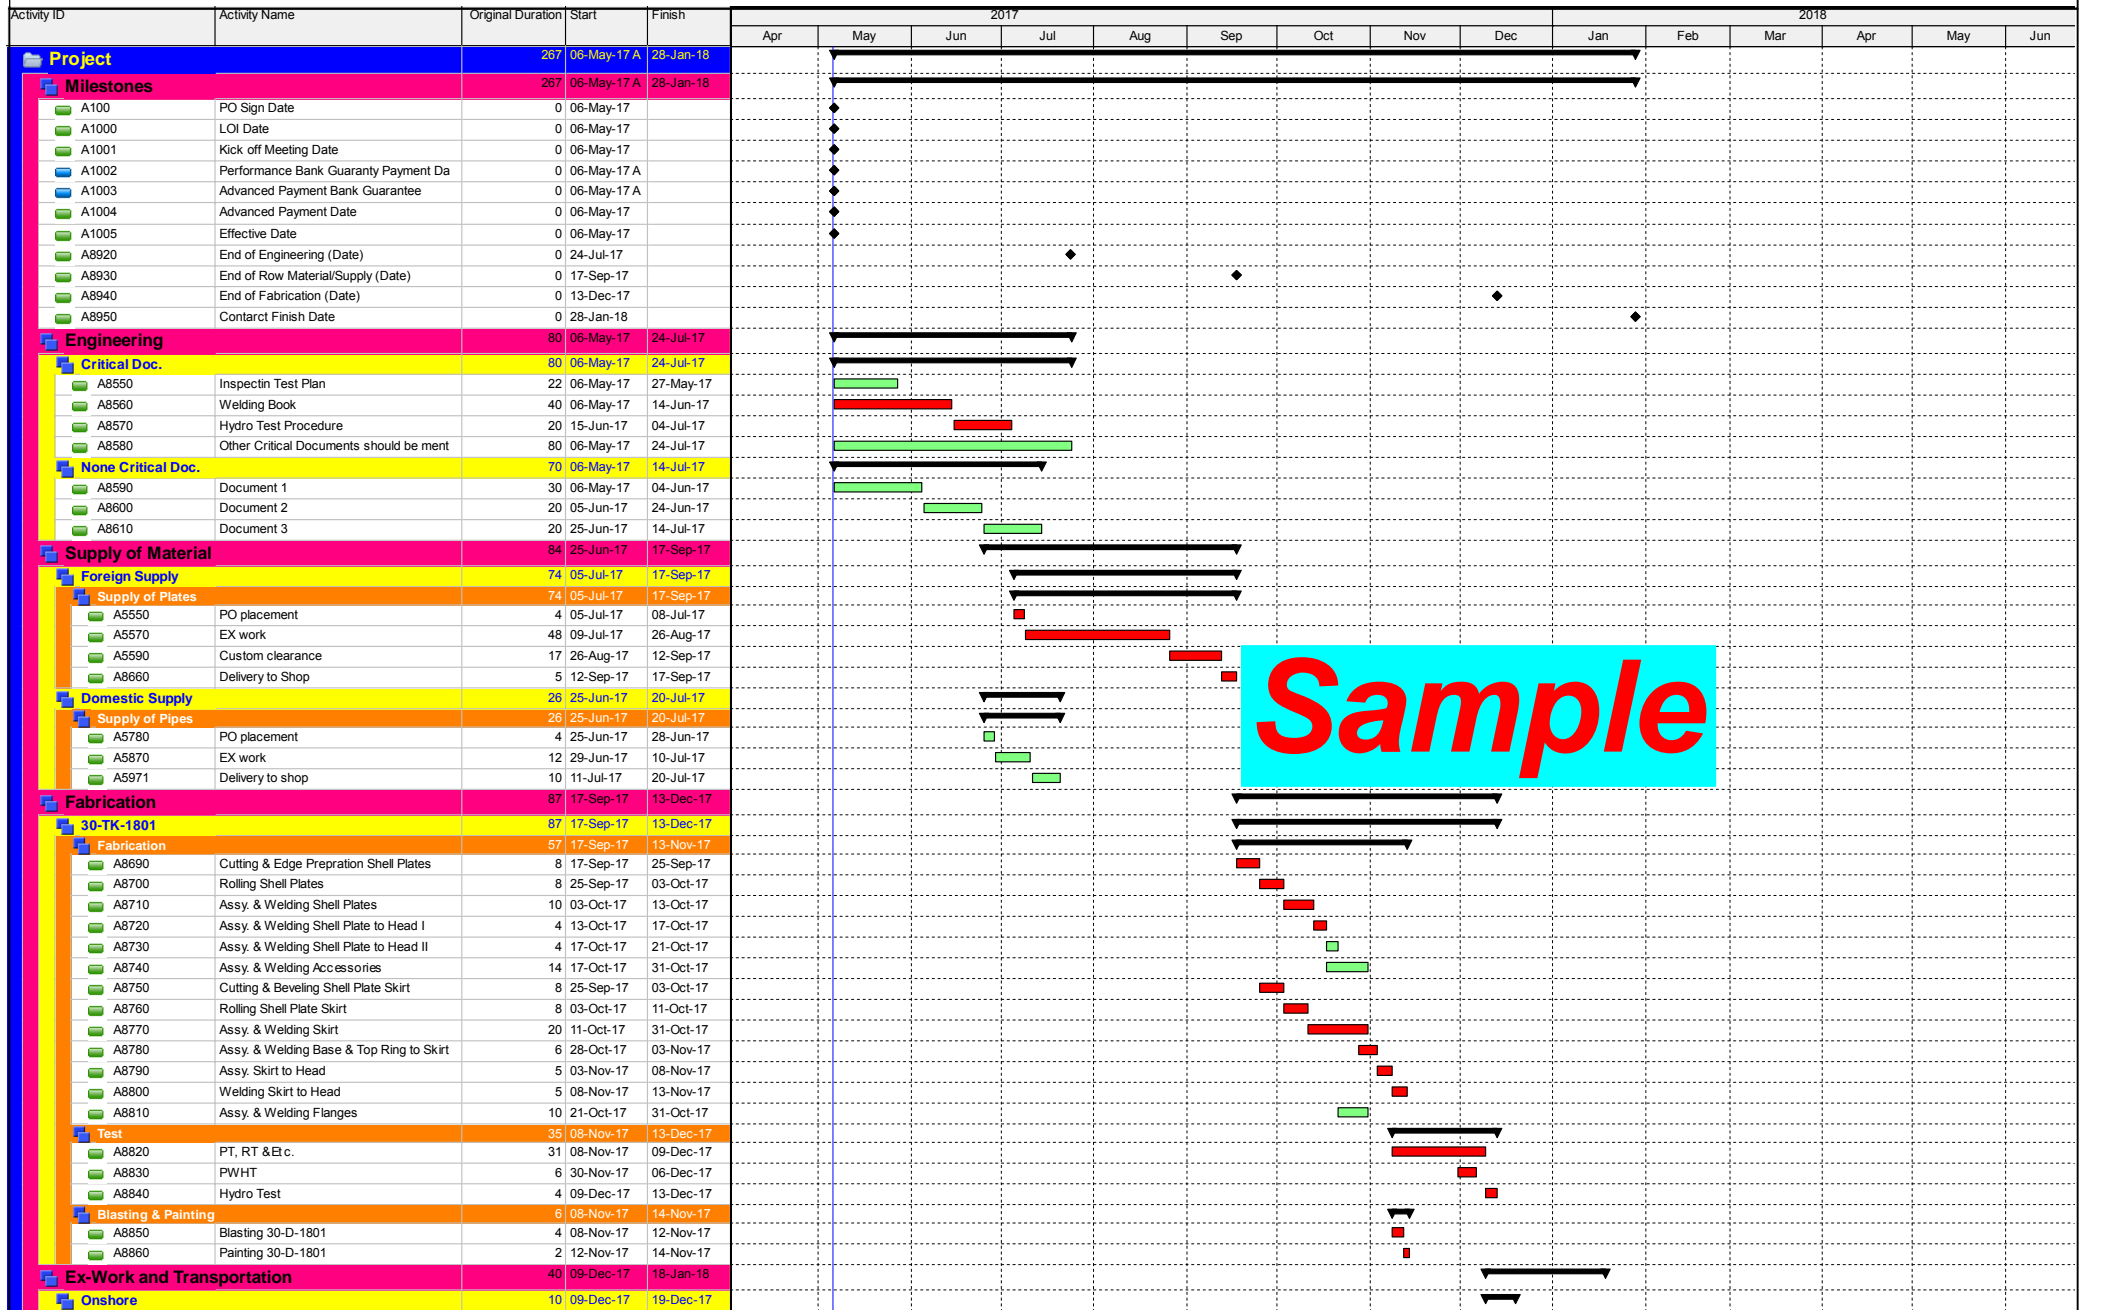 Activity ID Activity Name Original Duration Start Finish 2017 2018
Apr May Jun Jul Aug Sep Oct Nov Dec Jan Feb Mar Apr May Jun
Project 267 06-May-17 A 28-Jan-18
Milestones 267 06-May-17 A 28-Jan-18
A100 PO Sign Date 0 06-May-17
A1000 LOI Date 0 06-May-17
A1001 Kick off Meeting Date 0 06-May-17
A1002 Performance Bank Guaranty Payment Da 0 06-May-17 A
A1003 Advanced Payment Bank Guarantee 0 06-May-17 A
A1004 Advanced Payment Date 0 06-May-17
A1005 Effective Date 0 06-May-17
A8920 End of Engineering (Date) 0 24-Jul-17
A8930 End of Row Material/Supply (Date) 0 17-Sep-17
A8940 End of Fabrication (Date) 0 13-Dec-17
A8950 Contarct Finish Date 0 28-Jan-18
Engineering 80 06-May-17 24-Jul-17
Critical Doc. 80 06-May-17 24-Jul-17
A8550 Inspectin Test Plan 22 06-May-17 27-May-17
A8560 Welding Book 40 06-May-17 14-Jun-17
A8570 Hydro Test Procedure 20 15-Jun-17 04-Jul-17
A8580 Other Critical Documents should be ment 80 06-May-17 24-Jul-17
None Critical Doc. 70 06-May-17 14-Jul-17
A8590 Document 1 30 06-May-17 04-Jun-17
A8600 Document 2 20 05-Jun-17 24-Jun-17
A8610 Document 3 20 25-Jun-17 14-Jul-17
Supply of Material 84 25-Jun-17 17-Sep-17
Foreign Supply 74 05-Jul-17 17-Sep-17
Supply of Plates 74 05-Jul-17 17-Sep-17
A5550 PO placement 4 05-Jul-17 08-Jul-17
A5570 EX work 48 09-Jul-17 26-Aug-17
A5590 Custom clearance 17 26-Aug-17 12-Sep-17
A8660 Delivery to Shop 5 12-Sep-17 17-Sep-17
Sample
Domestic Supply 26 25-Jun-17 20-Jul-17
Supply of Pipes 26 25-Jun-17 20-Jul-17
A5780 PO placement 4 25-Jun-17 28-Jun-17
A5870 EX work 12 29-Jun-17 10-Jul-17
A5971 Delivery to shop 10 11-Jul-17 20-Jul-17
Fabrication 87 17-Sep-17 13-Dec-17
30-TK-1801 87 17-Sep-17 13-Dec-17
Fabrication 57 17-Sep-17 13-Nov-17
A8690 Cutting & Edge Prepration Shell Plates 8 17-Sep-17 25-Sep-17
A8700 Rolling Shell Plates 8 25-Sep-17 03-Oct-17
A8710 Assy. & Welding Shell Plates 10 03-Oct-17 13-Oct-17
A8720 Assy. & Welding Shell Plate to Head I 4 13-Oct-17 17-Oct-17
A8730 Assy. & Welding Shell Plate to Head II 4 17-Oct-17 21-Oct-17
A8740 Assy. & Welding Accessories 14 17-Oct-17 31-Oct-17
A8750 Cutting & Beveling Shell Plate Skirt 8 25-Sep-17 03-Oct-17
A8760 Rolling Shell Plate Skirt 8 03-Oct-17 11-Oct-17
A8770 Assy. & Welding Skirt 20 11-Oct-17 31-Oct-17
A8780 Assy. & Welding Base & Top Ring to Skirt 6 28-Oct-17 03-Nov-17
A8790 Assy. Skirt to Head 5 03-Nov-17 08-Nov-17
A8800 Welding Skirt to Head 5 08-Nov-17 13-Nov-17
A8810 Assy. & Welding Flanges 10 21-Oct-17 31-Oct-17
Test 35 08-Nov-17 13-Dec-17
A8820 PT, RT &Etc. 31 08-Nov-17 09-Dec-17
A8830 PWHT 6 30-Nov-17 06-Dec-17
A8840 Hydro Test 4 09-Dec-17 13-Dec-17
Blasting & Painting 6 08-Nov-17 14-Nov-17
A8850 Blasting 30-D-1801 4 08-Nov-17 12-Nov-17
A8860 Painting 30-D-1801 2 12-Nov-17 14-Nov-17
Ex-Work and Transportation 40 09-Dec-17 18-Jan-18
Onshore 10 09-Dec-17 19-Dec-17